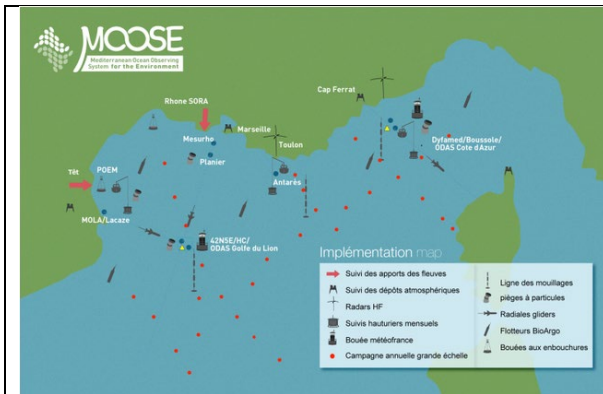 MOOSE
Mediterranean Ocean Observing
System for the Environment
Cap Ferrat
Rhone SORA
Marseille
Toulon
Mesurho
Planier
Dyfamed/Boussole/
ODAS Cote d'Azur
Têt
POEM
Antarès
MOLA/Lacaze
42N5E/HC/
ODAS Golfe du Lion
Implémentation map
Suivi des apports des fleuves
Suivi des dépôts atmosphériques
Radars HF
Suivis hauturiers mensuels
Bouée météofrance
Campagne annuelle grande échelle
Ligne des mouillages
pièges à particules
Radiales gliders
Flotteurs BioArgo
Bouées aux enbouchures